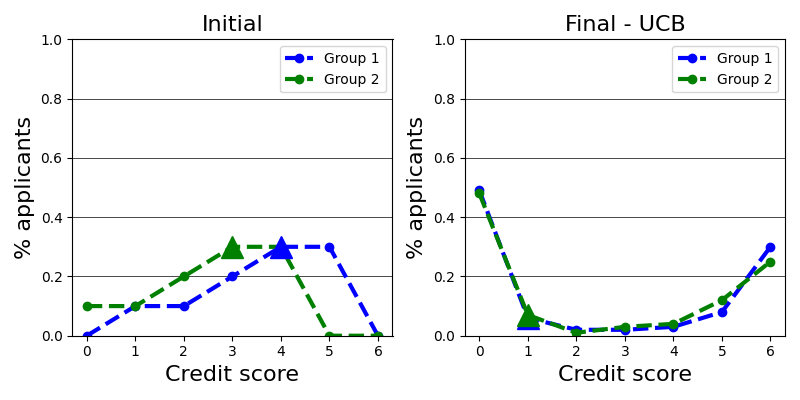 Initial
1.0
0.8
0.6
0.4
0.2
0.0
% applicants
0 1 2 3 4 5 6
Credit score
Group 1
Group 2
Final - UCB
1.0
0.8
0.6
0.4
0.2
0.0
% applicants
0 1 2 3 4 5 6
Credit score
Group 1
Group 2